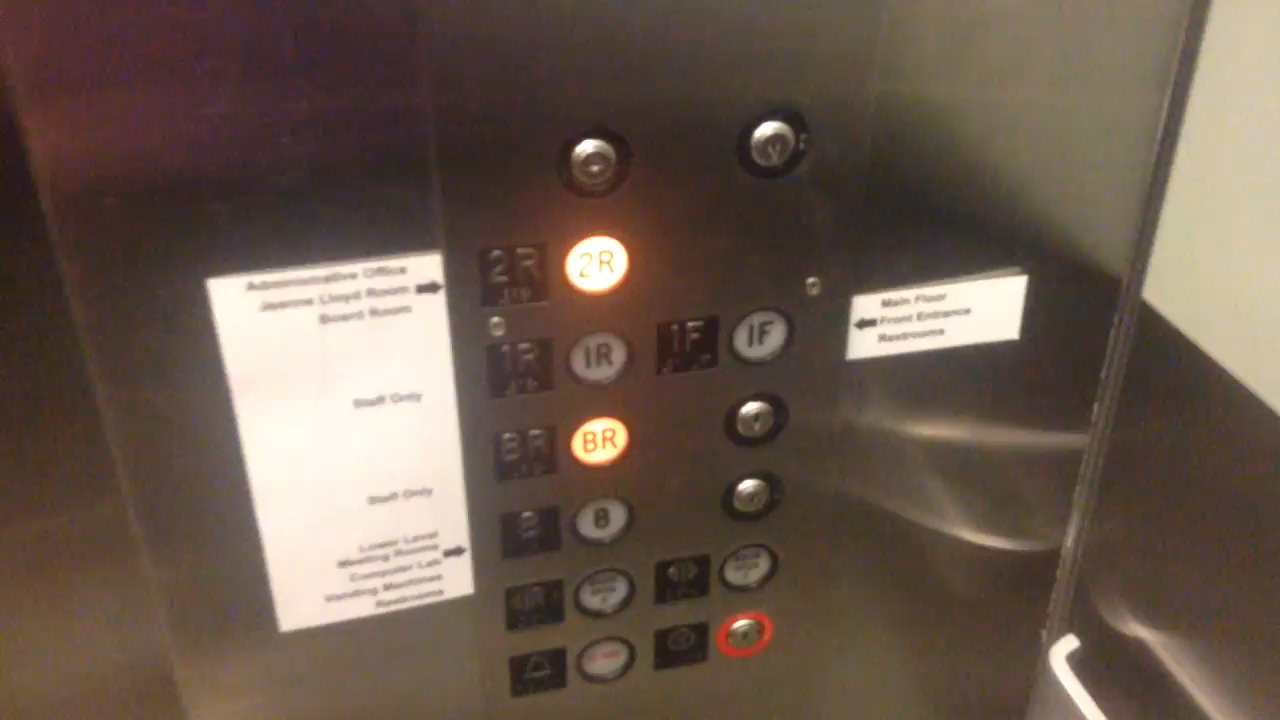 Administrative Office
Jeanne Lloyd Room
Board Room
Staff Only
Staff Only
Lower Level
Meeting Rooms
Computer Lab
Vending Machines
Restrooms
2R 2R
1R 1R
BR BR
B B
1F 1F
Main Floor
Front Entrance
Restrooms